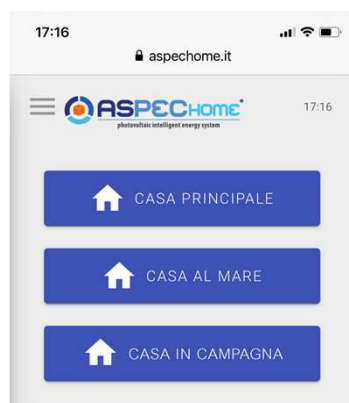 17:16
aspechome.it
ASPECHOME
17:16
photovoltaic intelligent energy system
CASA PRINCIPALE
CASA AL MARE
CASA IN CAMPAGNA